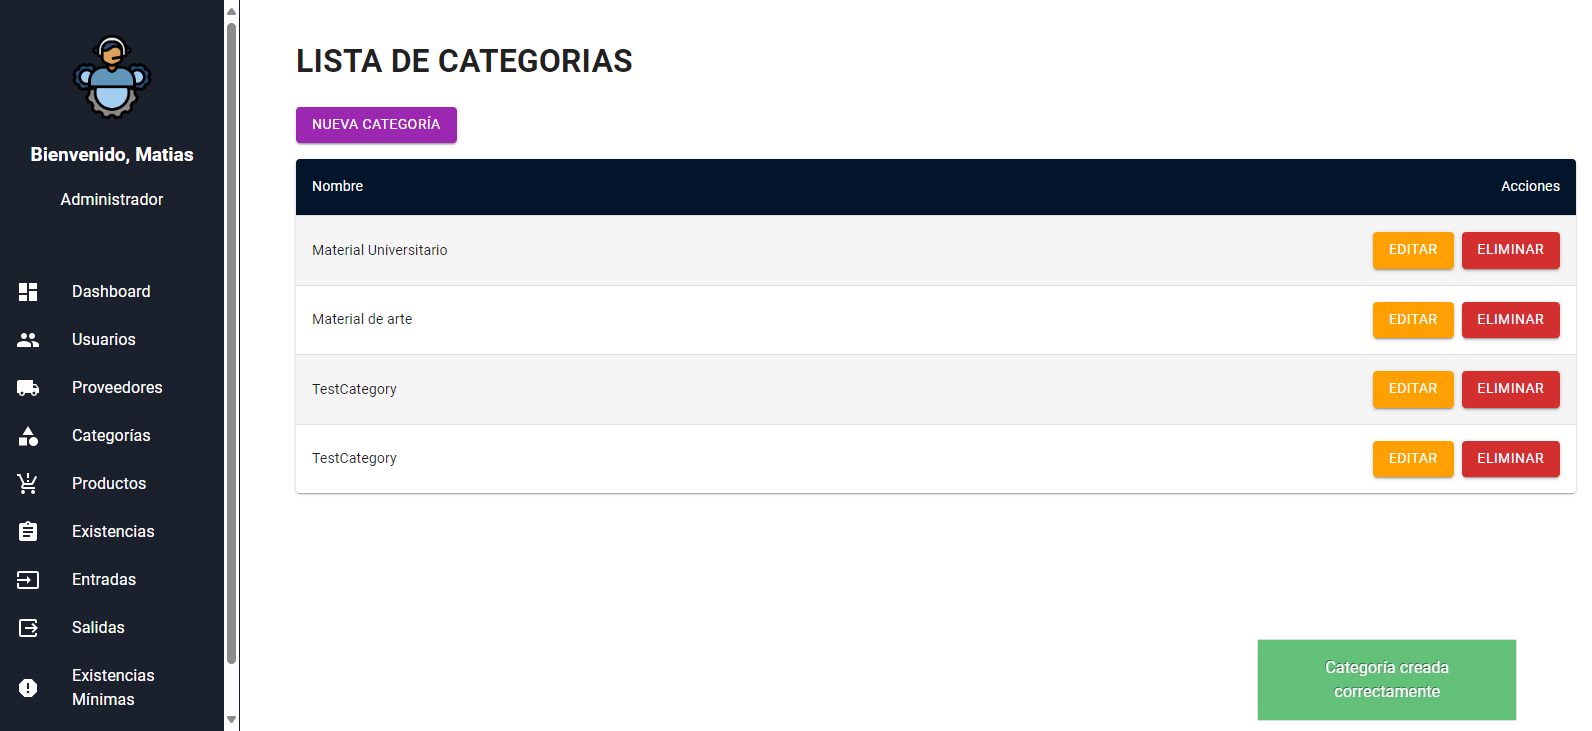 Bienvenido, Matias
Administrador
Dashboard
Usuarios
Proveedores
Categorías
Productos
Existencias
Entradas
Salidas
Existencias
Mínimas
LISTA DE CATEGORIAS
NUEVA CATEGORÍA
Nombre Acciones
Material Universitario EDITAR ELIMINAR
Material de arte EDITAR ELIMINAR
TestCategory EDITAR ELIMINAR
TestCategory EDITAR ELIMINAR
Categoría creada
correctamente